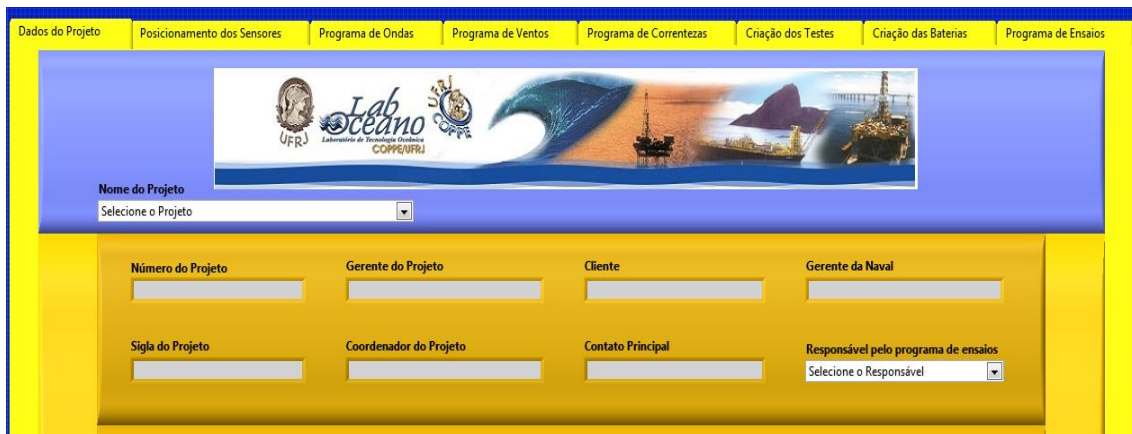 Dados do Projeto
Posicionamento dos Sensores
Programa de Ondas
Programa de Ventos
Programa de Correntezas
Criação dos Testes
Criação das Baterias
Programa de Ensaios
UFRJ
Lab
Oceano
Laboratório de Tecnologia Oceânica
COPPE/UFRJ
UFRJ
COPPE
Nome do Projeto
Selecione o Projeto
Número do Projeto
Gerente do Projeto
Cliente
Gerente da Naval
Sigla do Projeto
Coordenador do Projeto
Contato Principal
Responsável pelo programa de ensaios
Selecione o Responsável